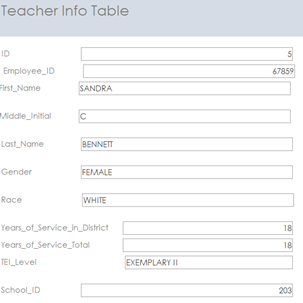 Teacher Info Table
ID 5
Employee_ID 67859
First_Name SANDRA
Middle_Initial C
Last_Name BENNETT
Gender FEMALE
Race WHITE
Years_of_Service_in_District 18
Years_of_Service_Total 18
TEI_Level EXEMPLARY II
School_ID 203